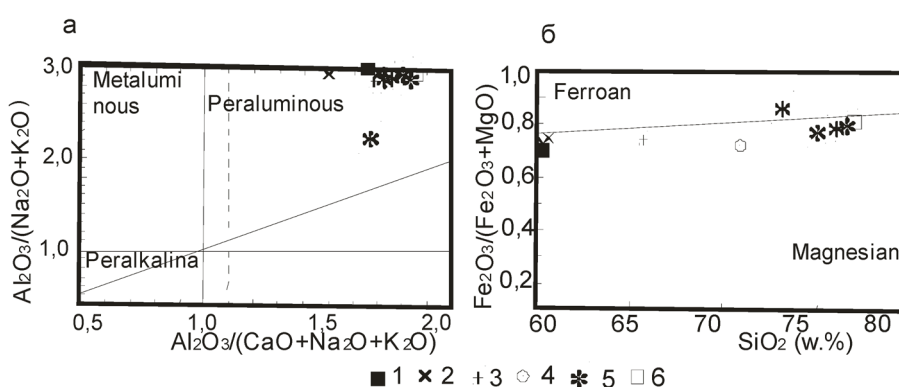 а
3,0
2,0
1,0
Al2O3/(Na2O+K2O)
Metalumi
nous
Peraluminous
Peralkalina
0,5
1,0
1,5
2,0
Al2O3/(CaO+Na2O+K2O)
б
1,0
0,8
0,6
0,4
0,2
Fe2O3/(Fe2O3+MgO)
Ferroan
Magnesian
60
65
70
75
80
SiO2 (w.%)
1 2 3 4 5 6